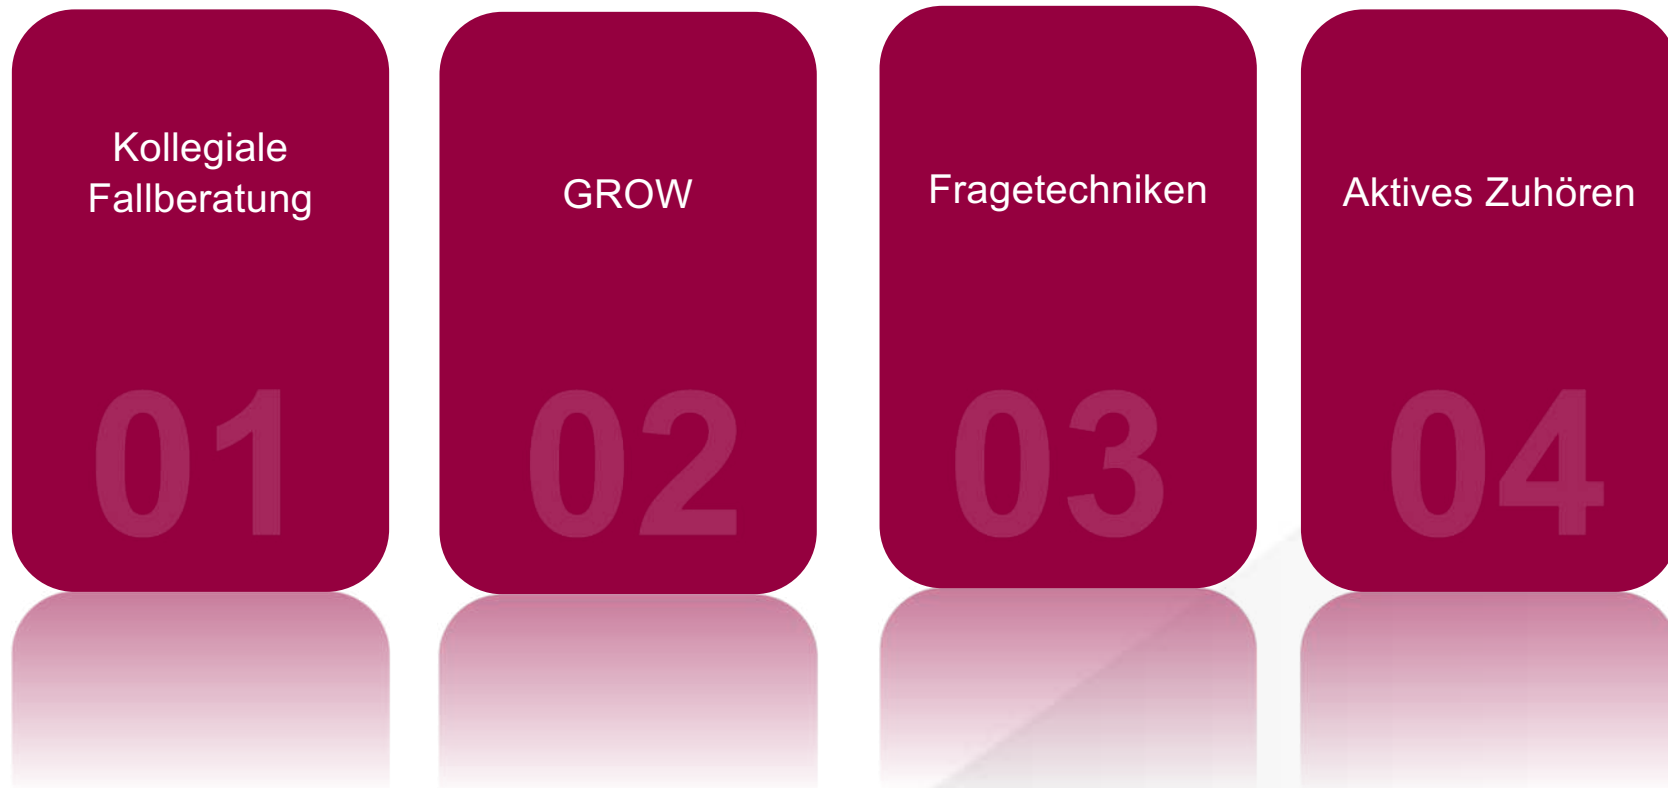 Kollegiale
Fallberatung
01
GROW
02
Fragetechniken
03
Aktives Zuhören
04